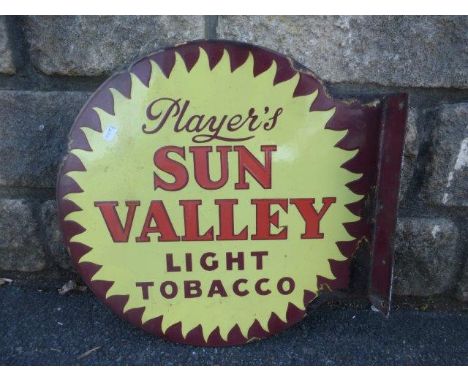 Player's
SUN
VALLEY
LIGHT
TOBACCO